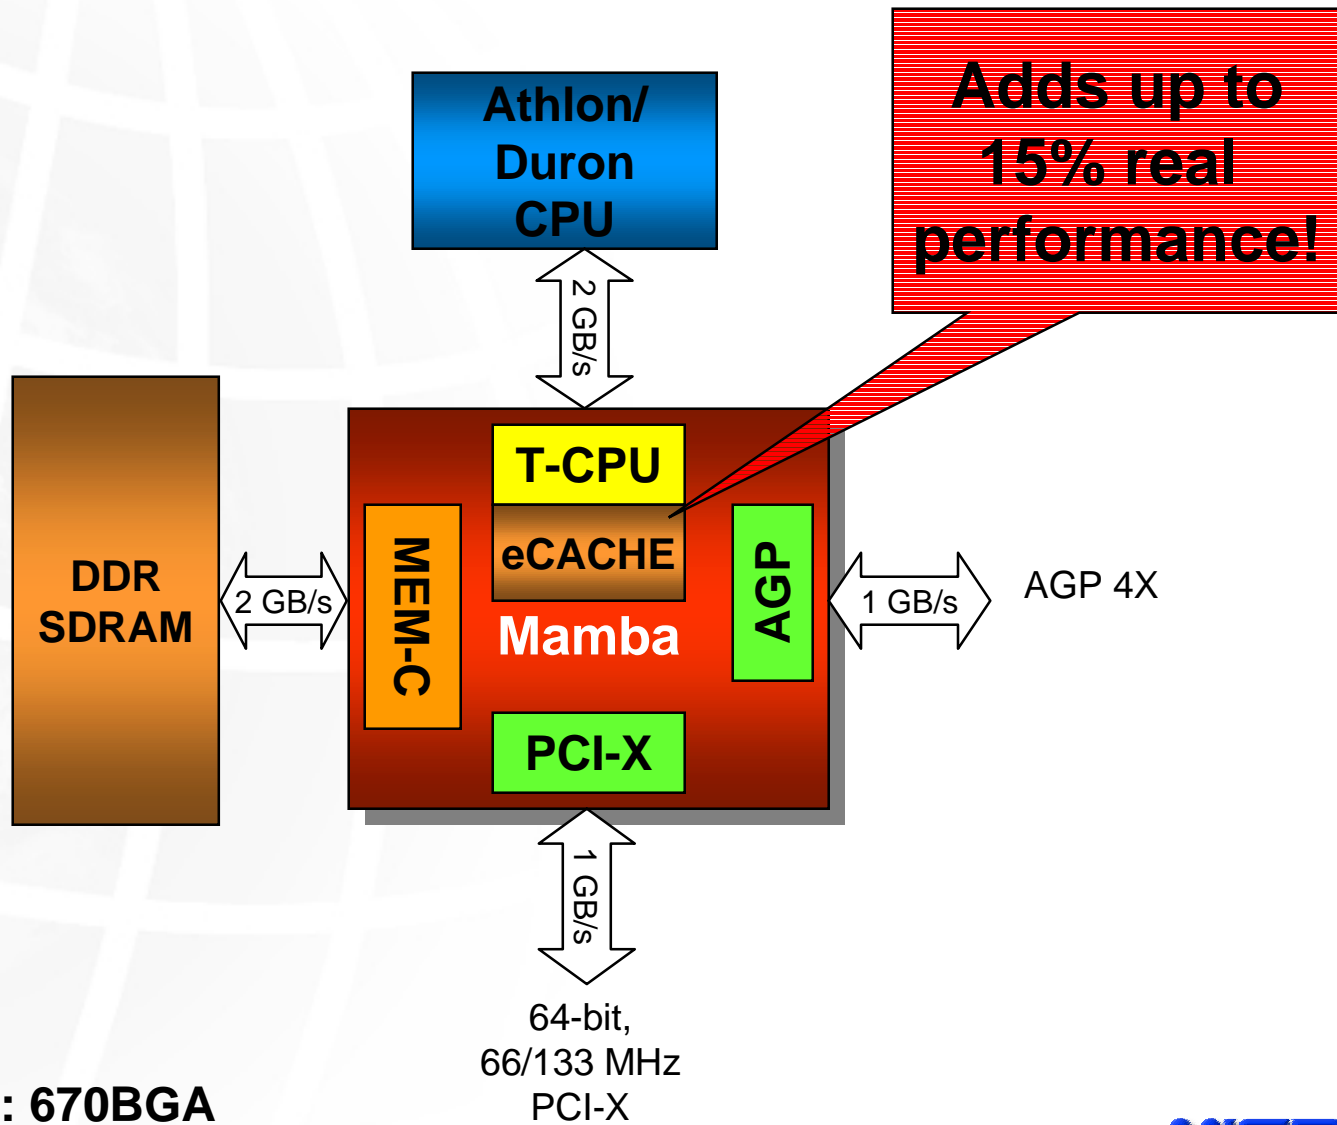 Adds up to
15% real
performance!
Athlon/
Duron
CPU
2 GB/s
T-CPU
eCACHE
Mamba
MEM-C
AGP
PCI-X
DDR
SDRAM
2 GB/s
1 GB/s
AGP 4X
1 GB/s
64-bit,
66/133 MHz
PCI-X
: 670BGA